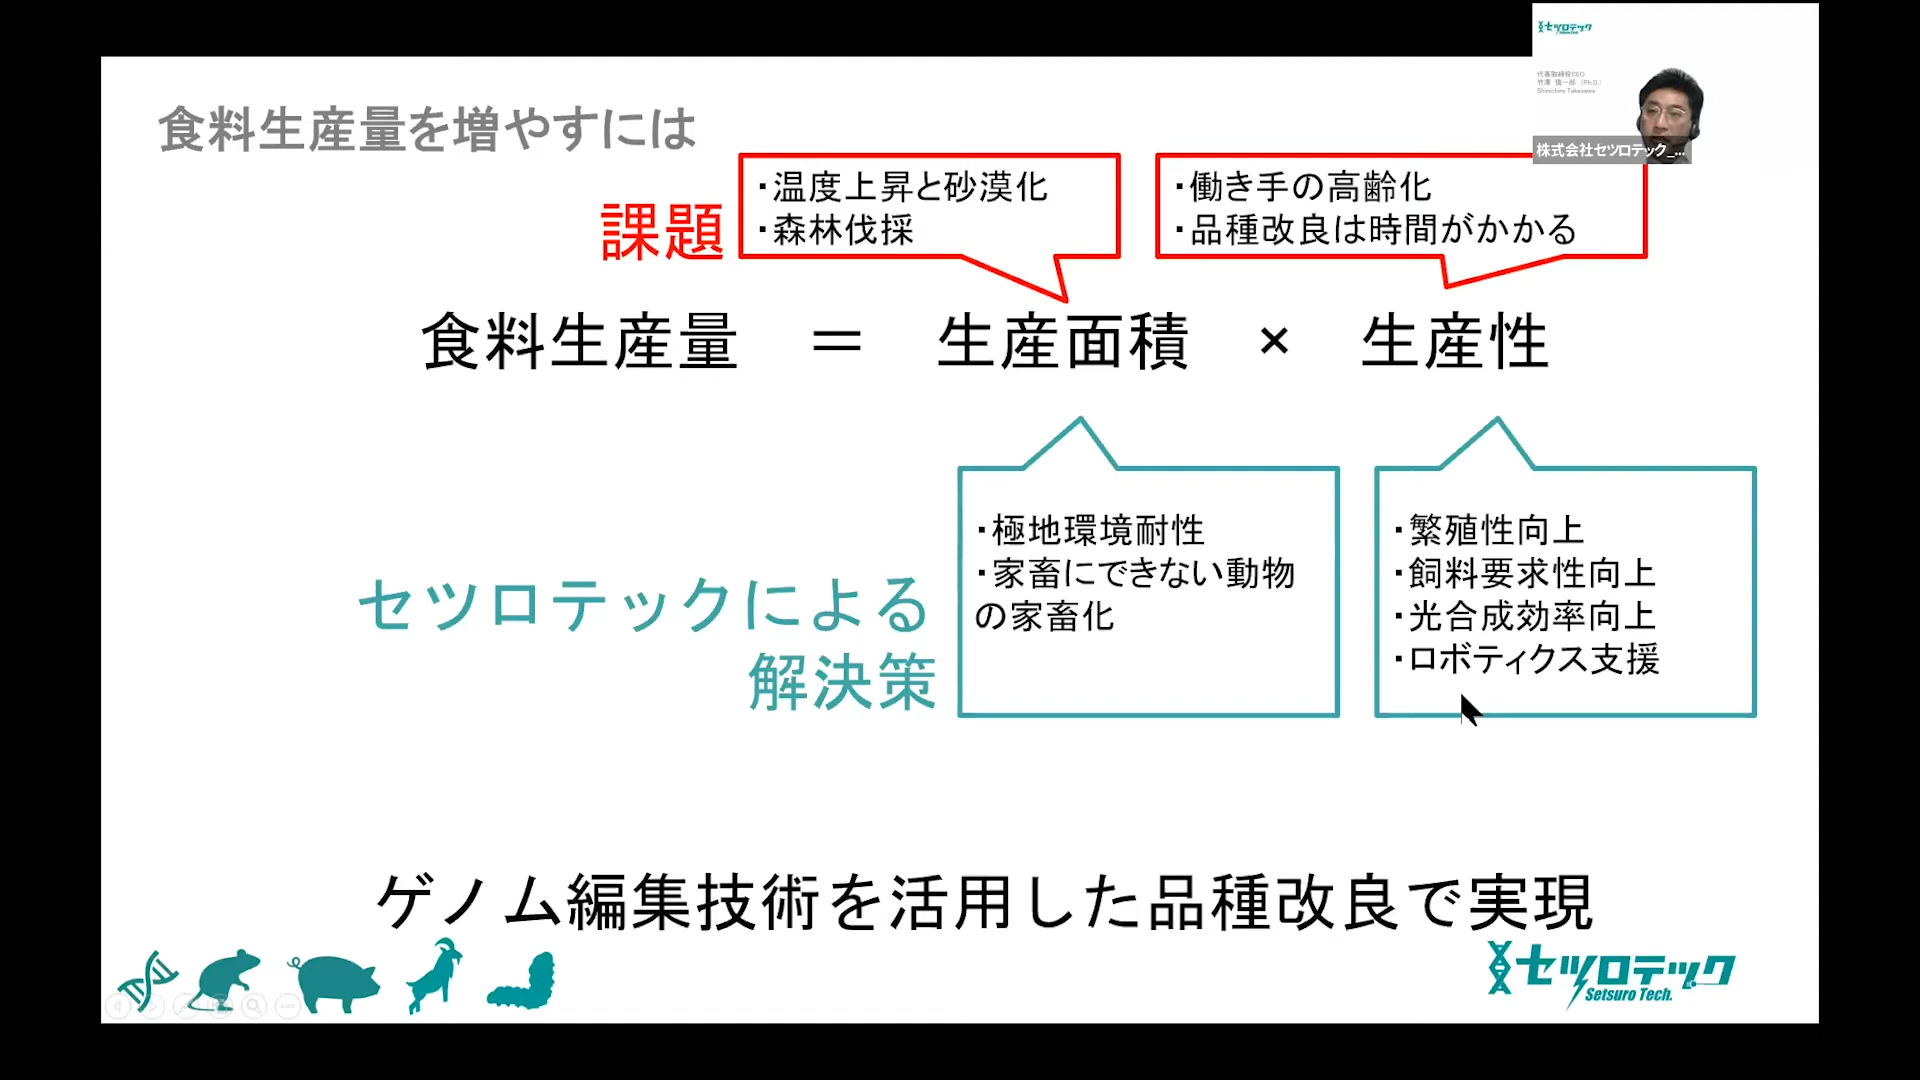 セツロテック
代表取締役CEO
竹澤 慎一郎 (Ph.D.)
Shinichiro Takezawa
株式会社セツロテック_...
食料生産量を増やすには
課題
・温度上昇と砂漠化
・森林伐採
・働き手の高齢化
・品種改良は時間がかかる
食料生産量 = 生産面積 × 生産性
セツロテックによる
解決策
・極地環境耐性
・家畜にできない動物
の家畜化
・繁殖性向上
・飼料要求性向上
・光合成効率向上
・ロボティクス支援
ゲノム編集技術を活用した品種改良で実現
セツロテック
Setsuro Tech.